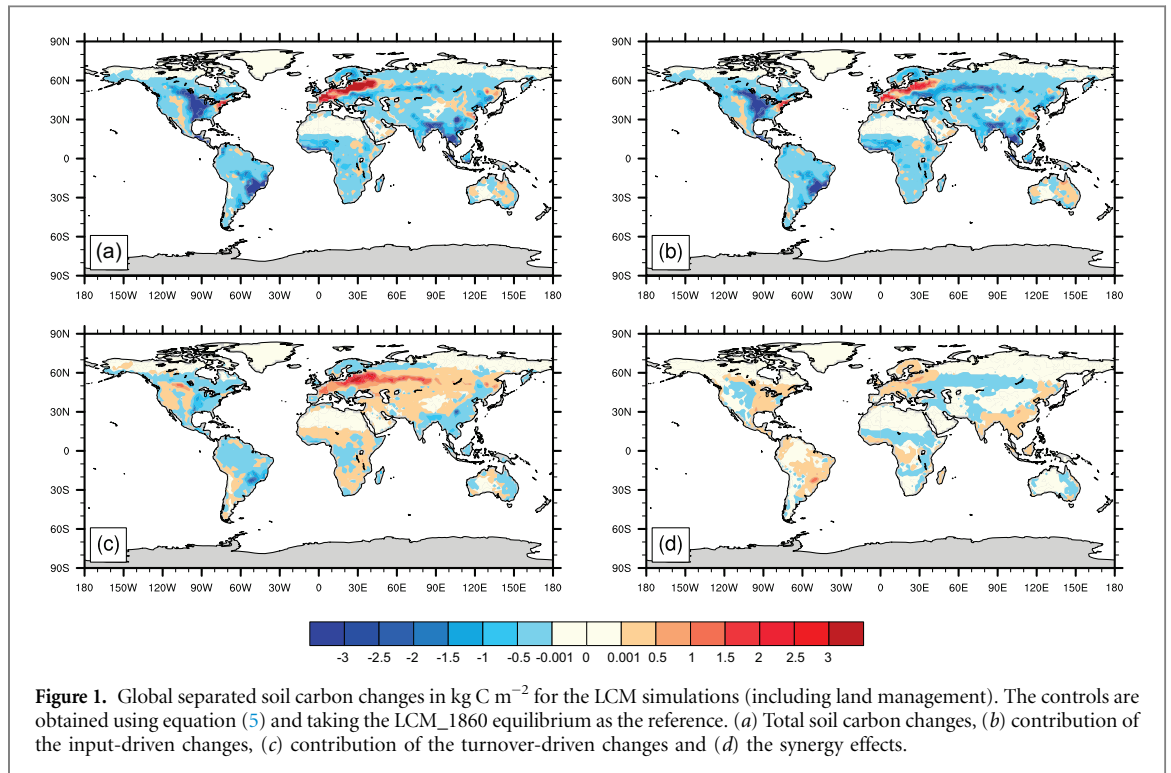 90N 90N
60N 60N
30N 30N
0 0
30S 30S
60S 60S
90S 90S
(a) (b)
180 150W 120W 90W 60W 30W 0 30E 60E 90E 120E 150E 180 150W 120W 90W 60W 30W 0 30E 60E 90E 120E 150E 180
90N 90N
60N 60N
30N 30N
0 0
30S 30S
60S 60S
90S 90S
(c) (d)
180 150W 120W 90W 60W 30W 0 30E 60E 90E 120E 150E 180 150W 120W 90W 60W 30W 0 30E 60E 90E 120E 150E 180
-3 -2.5 -2 -1.5 -1 -0.5 -0.001 0 0.001 0.5 1 1.5 2 2.5 3
Figure 1. Global separated soil carbon changes in kg C m−2 for the LCM simulations (including land management). The controls are
obtained using equation (5) and taking the LCM_1860 equilibrium as the reference. (a) Total soil carbon changes, (b) contribution of
the input-driven changes, (c) contribution of the turnover-driven changes and (d) the synergy effects.